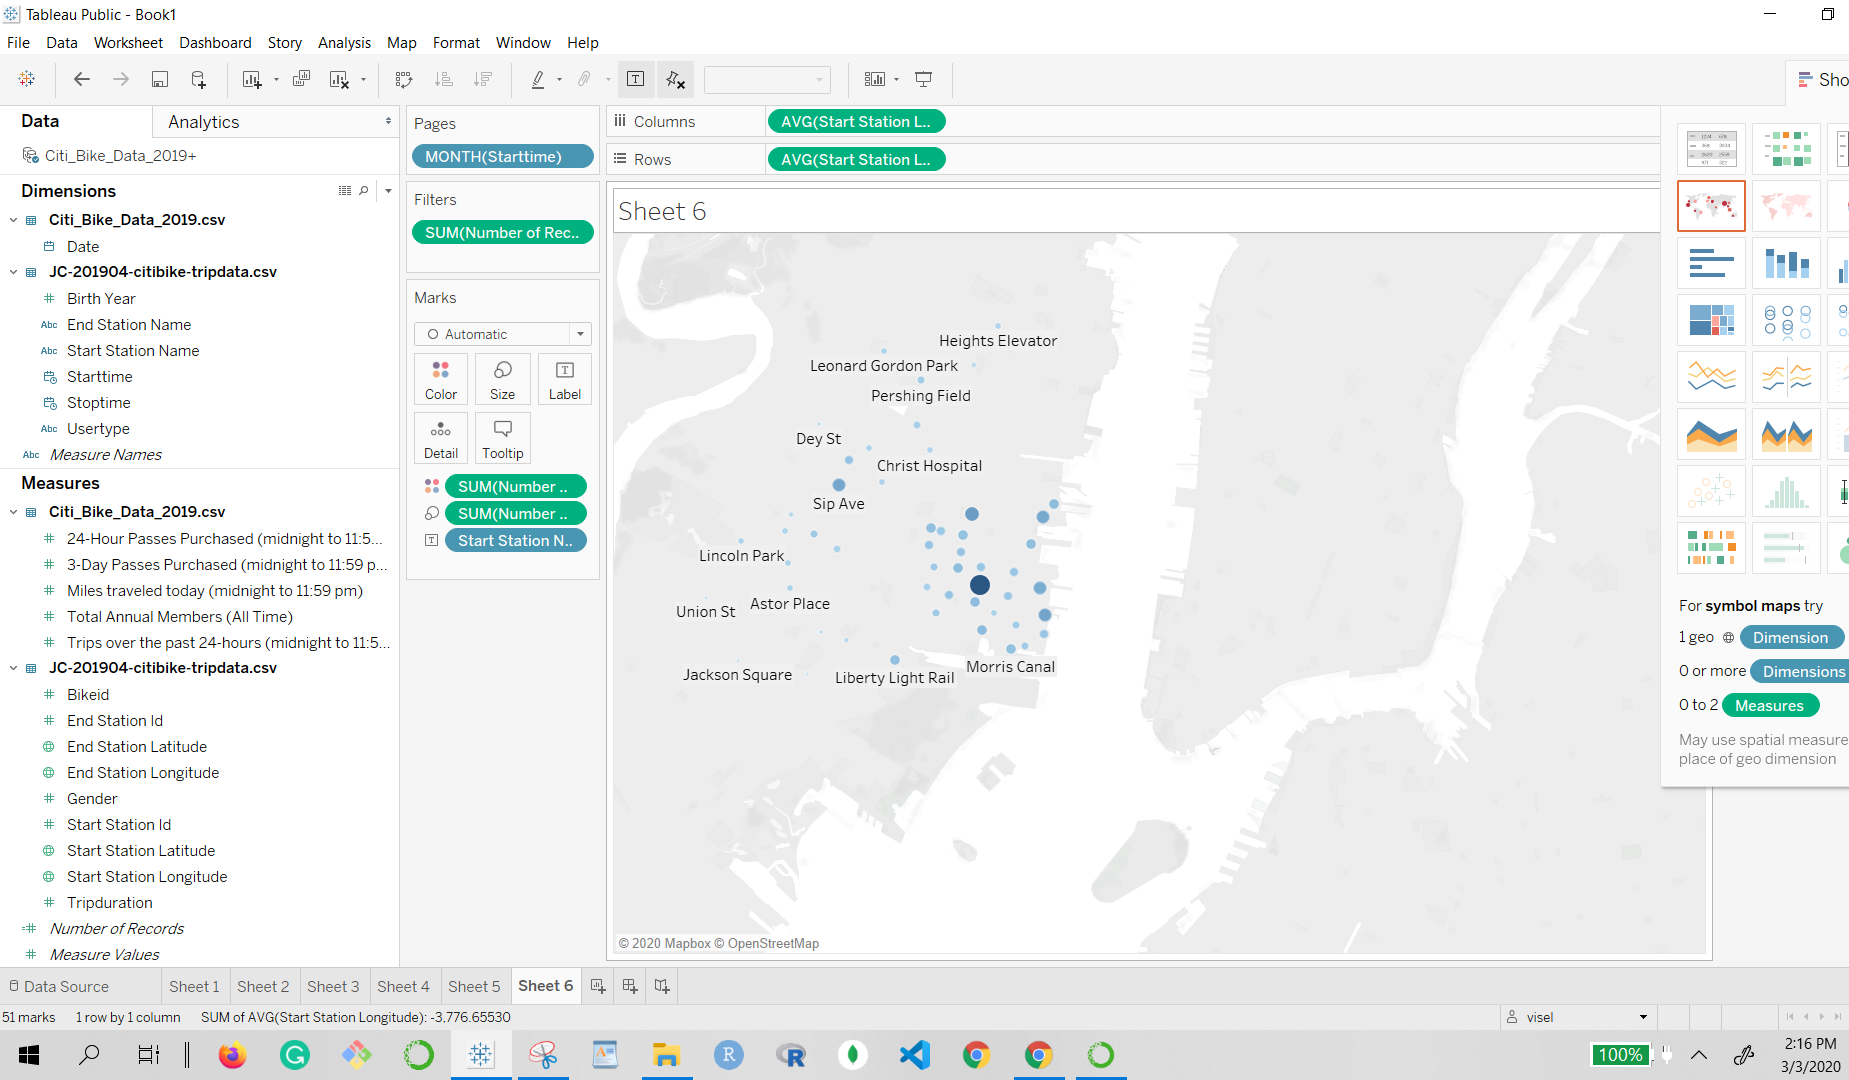 Tableau Public - Book1
File Data Worksheet Dashboard Story Analysis Map Format Window Help
Sho
Data
Analytics
Citi_Bike_Data_2019+
Dimensions
Citi_Bike_Data_2019.csv
Date
JC-201904-citibike-tripdata.csv
Birth Year
Abc End Station Name
Abc Start Station Name
Starttime
Stoptime
Abc Usertype
Abc Measure Names
Measures
Citi_Bike_Data_2019.csv
24-Hour Passes Purchased (midnight to 11:5...
3-Day Passes Purchased (midnight to 11:59 p...
Miles traveled today (midnight to 11:59 pm)
Total Annual Members (All Time)
Trips over the past 24-hours (midnight to 11:5...
JC-201904-citibike-tripdata.csv
Bikeid
End Station Id
End Station Latitude
End Station Longitude
Gender
Start Station Id
Start Station Latitude
Start Station Longitude
Tripduration
Number of Records
Measure Values
Pages
MONTH(Starttime)
Filters
SUM(Number of Rec..
Marks
Automatic
Color Size Label
Detail Tooltip
SUM(Number ..
SUM(Number ..
Start Station N..
Columns
AVG(Start Station L..
Rows
AVG(Start Station L..
Sheet 6
Heights Elevator
Leonard Gordon Park
Pershing Field
Dey St
Christ Hospital
Sip Ave
Lincoln Park
Astor Place
Union St
Morris Canal
Jackson Square
Liberty Light Rail
© 2020 Mapbox © OpenStreetMap
For symbol maps try
1 geo Dimension
0 or more Dimensions
0 to 2 Measures
May use spatial measure
place of geo dimension
Data Source Sheet 1 Sheet 2 Sheet 3 Sheet 4 Sheet 5 Sheet 6
51 marks 1 row by 1 column SUM of AVG(Start Station Longitude): -3,776.65530
visel
100%
2:16 PM
3/3/2020